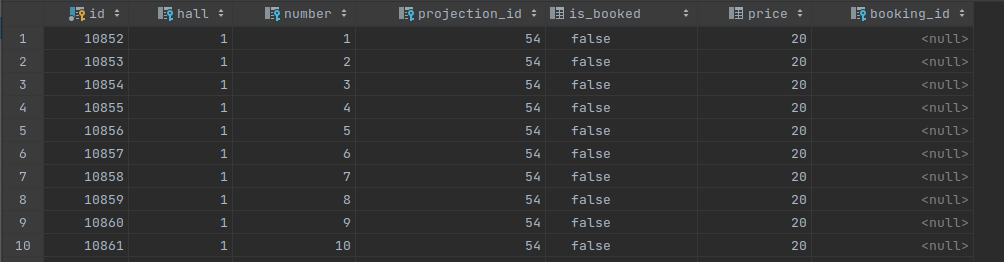 id hall number projection_id is_booked price booking_id
1 10852 1 1 54 false 20 <null>
2 10853 1 2 54 false 20 <null>
3 10854 1 3 54 false 20 <null>
4 10855 1 4 54 false 20 <null>
5 10856 1 5 54 false 20 <null>
6 10857 1 6 54 false 20 <null>
7 10858 1 7 54 false 20 <null>
8 10859 1 8 54 false 20 <null>
9 10860 1 9 54 false 20 <null>
10 10861 1 10 54 false 20 <null>